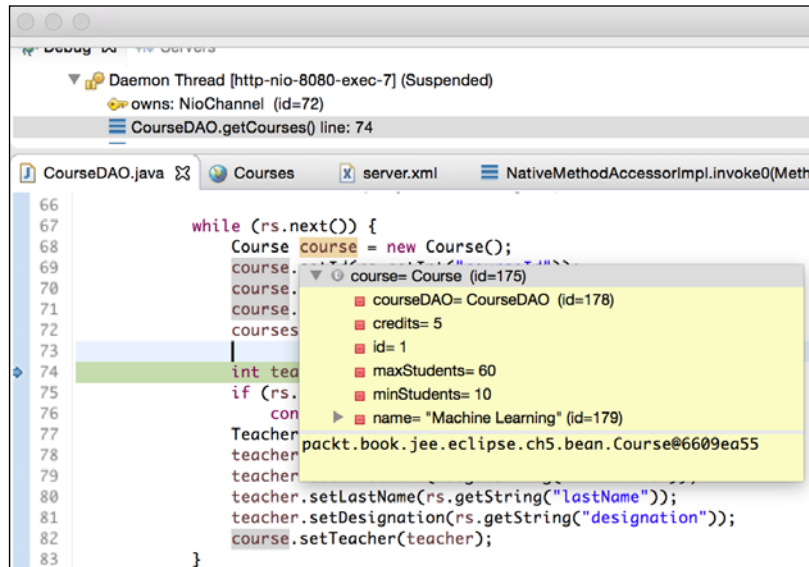 Debug Servers
Daemon Thread [http-nio-8080-exec-7] (Suspended)
owns: NioChannel (id=72)
CourseDAO.getCourses() line: 74
CourseDAO.java Courses server.xml NativeMethodAccessorImpl.invoke0(Meth
66
67 while (rs.next()) {
68 Course course = new Course();
69 course.
course= Course (id=175)
70 course.
courseDAO= CourseDAO (id=178)
71 course.
credits= 5
72 courses
id= 1
73
maxStudents= 60
74 int tea
minStudents= 10
75 if (rs.
name= "Machine Learning" (id=179)
76 con
packt.book.jee.eclipse.ch5.bean.Course@6609ea55
77 Teacher
78 teacher
79 teacher
80 teacher.setLastName(rs.getString("lastName"));
81 teacher.setDesignation(rs.getString("designation"));
82 course.setTeacher(teacher);
83 }